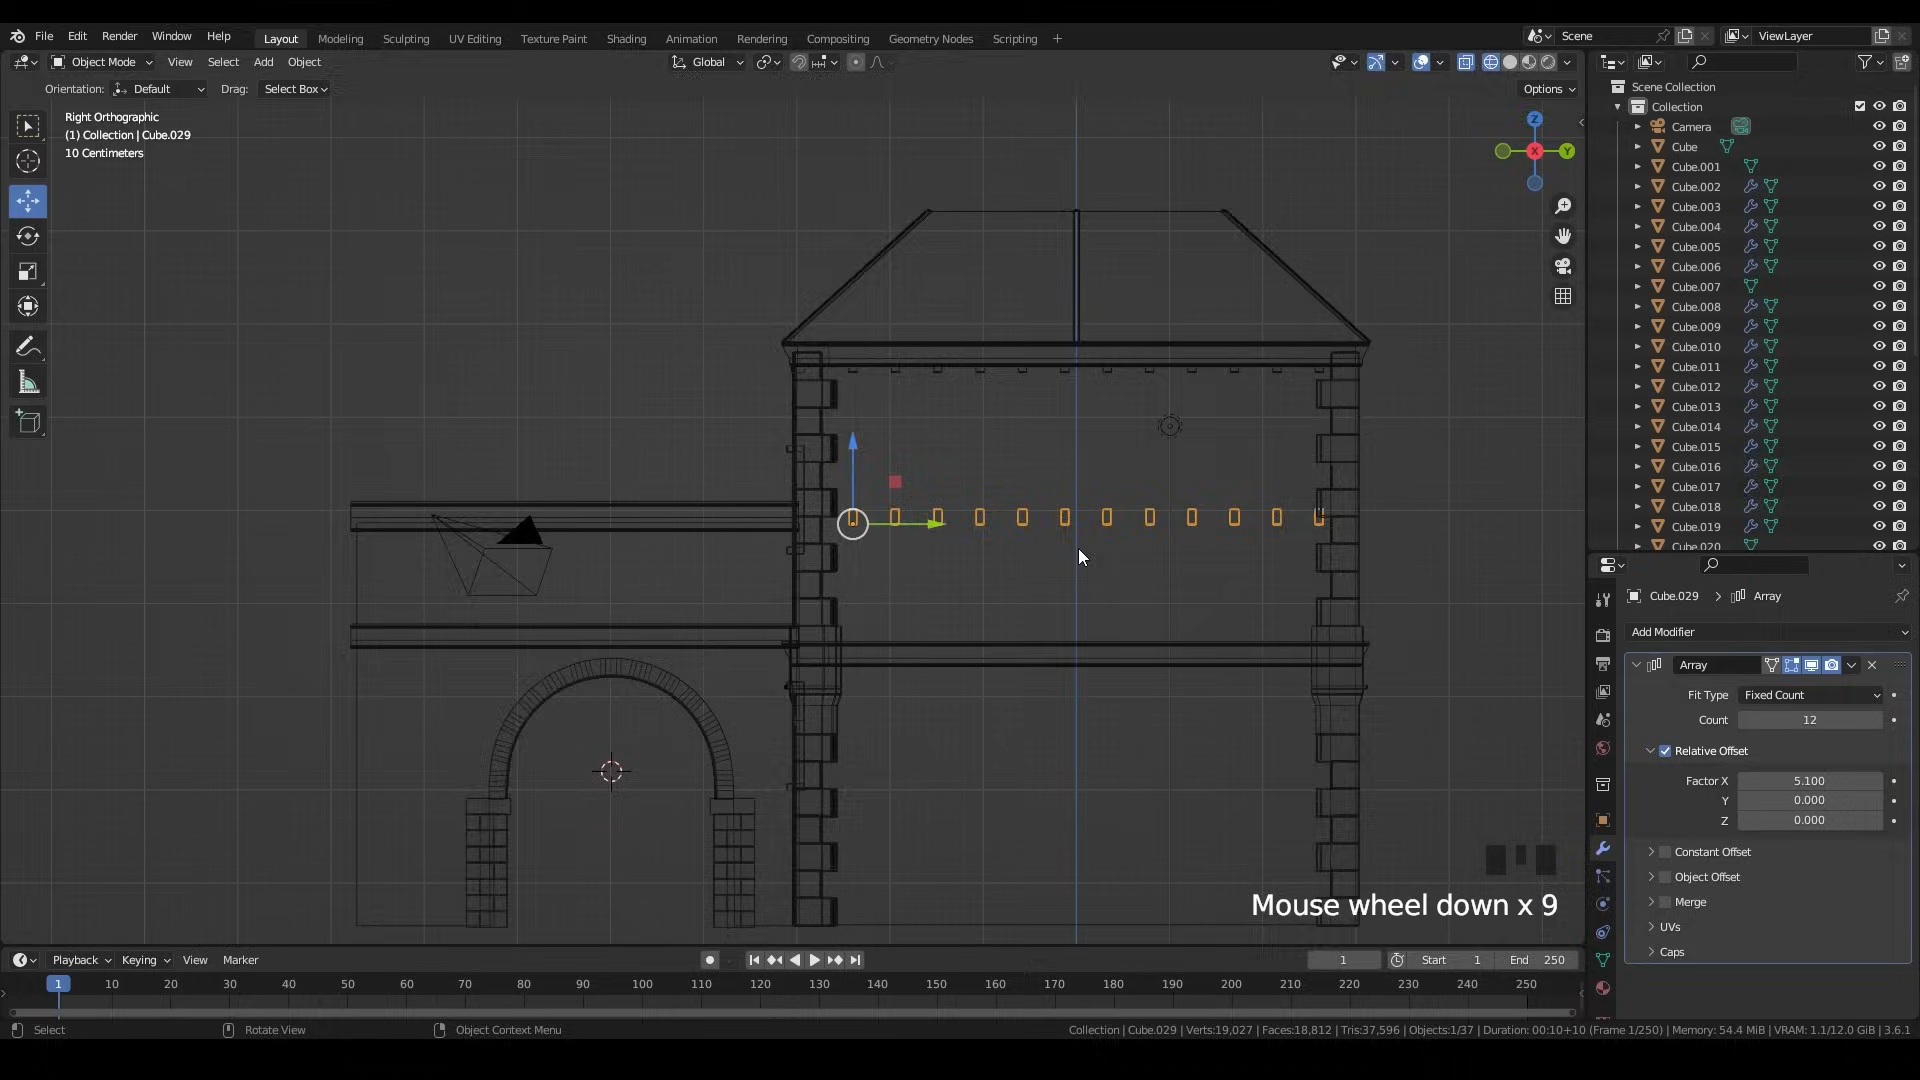 File Edit Render Window Help Layout Modeling Sculpting UV Editing Texture Paint Shading Animation Rendering Compositing Geometry Nodes Scripting + Scene ViewLayer
Object Mode View Select Add Object Global
Orientation: Default Drag: Select Box Options
Right Orthographic
(1) Collection | Cube.029
10 Centimeters
Z
X
Y
Scene Collection
Collection
Camera
Cube
Cube.001
Cube.002
Cube.003
Cube.004
Cube.005
Cube.006
Cube.007
Cube.008
Cube.009
Cube.010
Cube.011
Cube.012
Cube.013
Cube.014
Cube.015
Cube.016
Cube.017
Cube.018
Cube.019
Cube.020
Cube.029 > Array
Add Modifier
Array
Fit Type Fixed Count
Count 12
Relative Offset
Factor X 5.100
Y 0.000
Z 0.000
Constant Offset
Object Offset
Merge
UVs
Caps
Mouse wheel down x 9
Playback Keying View Marker 1 Start 1 End 250
1 10 20 30 40 50 60 70 80 90 100 110 120 130 140 150 160 170 180 190 200 210 220 230 240 250
Select Rotate View Object Context Menu Collection | Cube.029 | Verts:19,027 | Faces:18,812 | Tris:37,596 | Objects:1/37 | Duration: 00:10+10 (Frame 1/250) | Memory: 54.4 MiB | VRAM: 1.1/12.0 GiB | 3.6.1